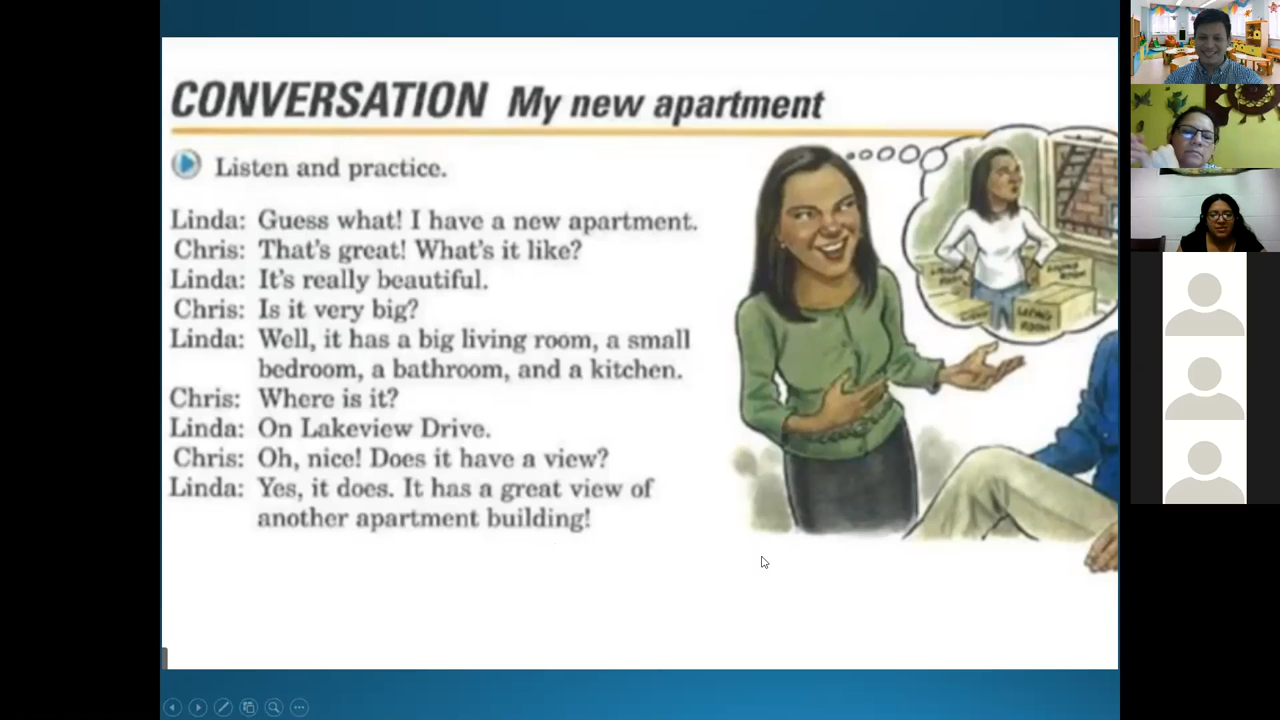 CONVERSATION My new apartment
Listen and practice.
Linda: Guess what! I have a new apartment.
Chris: That's great! What's it like?
Linda: It's really beautiful.
Chris: Is it very big?
Linda: Well, it has a big living room, a small
bedroom, a bathroom, and a kitchen.
Chris: Where is it?
Linda: On Lakeview Drive.
Chris: Oh, nice! Does it have a view?
Linda: Yes, it does. It has a great view of
another apartment building!
LIVING
ROOM